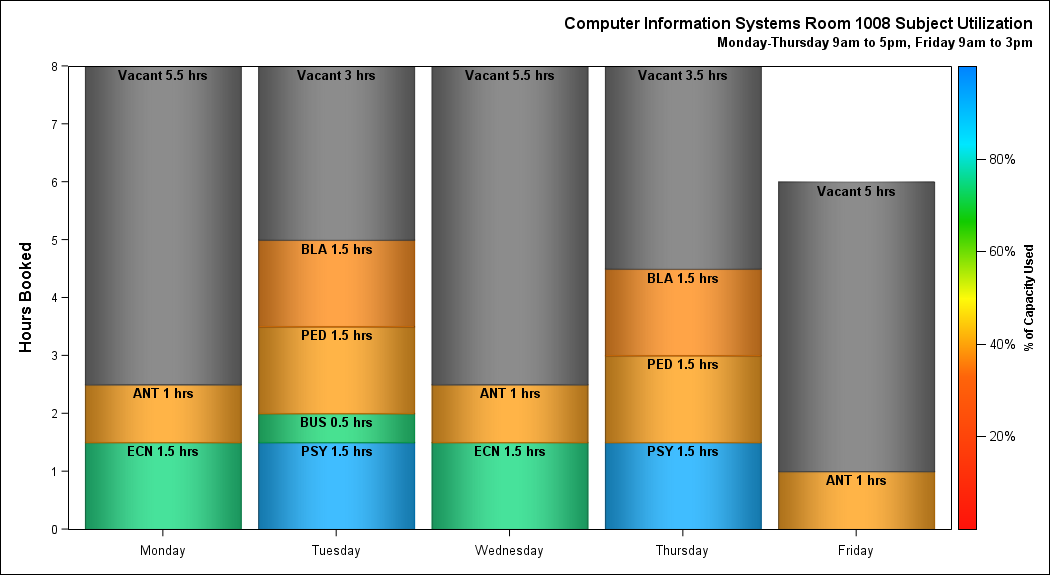 Computer Information Systems Room 1008 Subject Utilization
Monday-Thursday 9am to 5pm, Friday 9am to 3pm
Hours Booked
8
7
6
5
4
3
2
1
0
Vacant 5.5 hrs
ANT 1 hrs
ECN 1.5 hrs
Vacant 3 hrs
BLA 1.5 hrs
PED 1.5 hrs
BUS 0.5 hrs
PSY 1.5 hrs
Vacant 5.5 hrs
ANT 1 hrs
ECN 1.5 hrs
Vacant 3.5 hrs
BLA 1.5 hrs
PED 1.5 hrs
PSY 1.5 hrs
Vacant 5 hrs
ANT 1 hrs
Monday
Tuesday
Wednesday
Thursday
Friday
80%
60%
40%
20%
% of Capacity Used